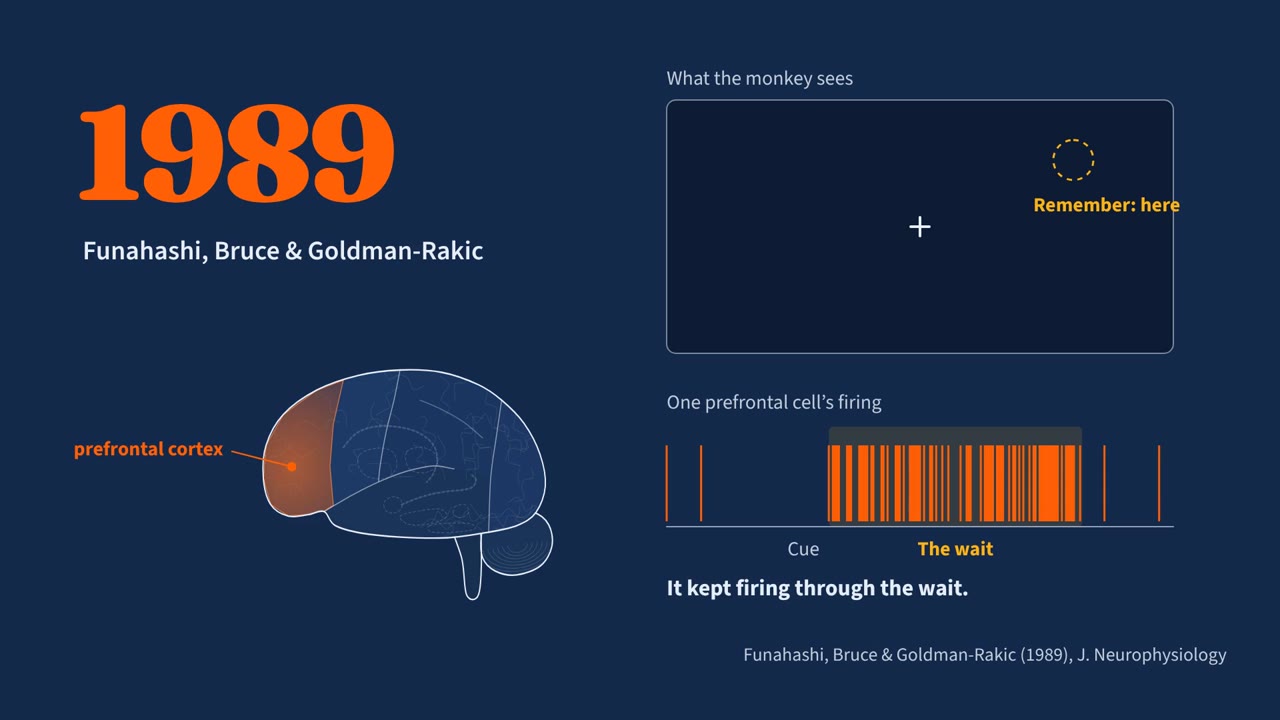 1989
Funahashi, Bruce & Goldman-Rakic
prefrontal cortex
What the monkey sees
Remember: here
One prefrontal cell’s firing
Cue
The wait
It kept firing through the wait.
Funahashi, Bruce & Goldman-Rakic (1989), J. Neurophysiology